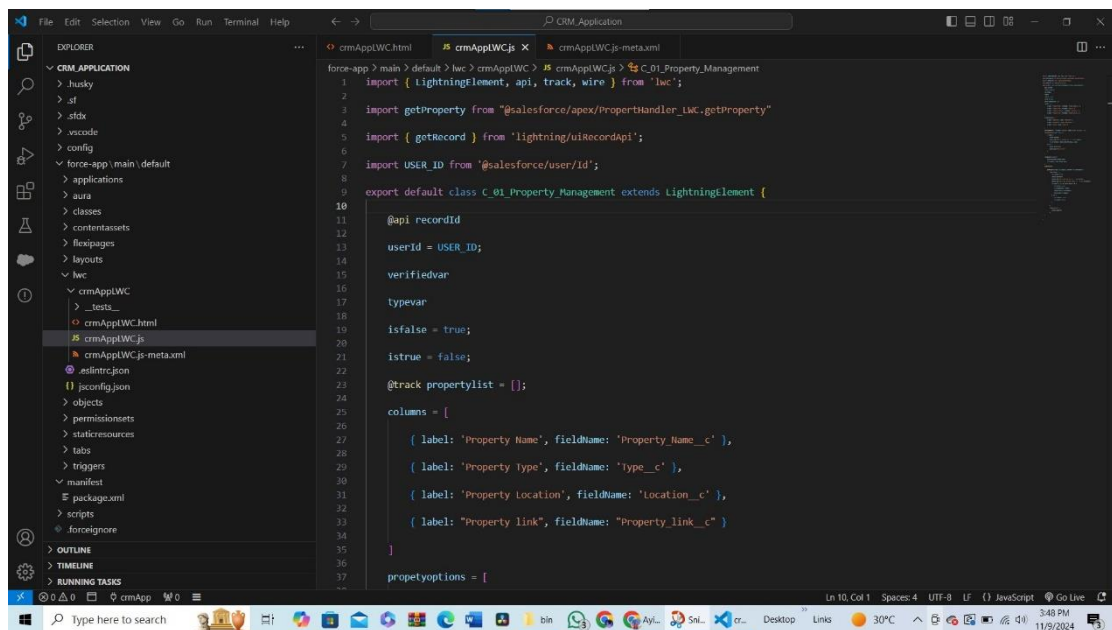 File Edit Selection View Go Run Terminal Help
CRM_Application
EXPLORER
crmAppLWC.html
JS crmAppLWC.js
crmAppLWC.js-meta.xml
CRM_APPLICATION
.husky
.sf
.sfdx
.vscode
config
force-app\main\default
applications
aura
classes
contentassets
flexipages
layouts
lwc
crmAppLWC
__tests__
crmAppLWC.html
JS crmAppLWC.js
crmAppLWC.js-meta.xml
.eslintrc.json
{} jsconfig.json
objects
permissionsets
staticresources
tabs
triggers
manifest
package.xml
scripts
.forceignore
OUTLINE
TIMELINE
RUNNING TASKS
force-app > main > default > lwc > crmAppLWC > JS crmAppLWC.js > C_01_Property_Management
1 import { LightningElement, api, track, wire } from 'lwc';
2
3 import getProperty from "@salesforce/apex/PropertHandler_LWC.getProperty"
4
5 import { getRecord } from 'lightning/uiRecordApi';
6
7 import USER_ID from '@salesforce/user/Id';
8
9 export default class C_01_Property_Management extends LightningElement {
10
11 @api recordId
12
13 userId = USER_ID;
14
15 verifiedvar
16
17 typevar
18
19 isfalse = true;
20
21 istrue = false;
22
23 @track propertylist = [];
24
25 columns = [
26
27 { label: 'Property Name', fieldName: 'Property_Name__c' },
28
29 { label: 'Property Type', fieldName: 'Type__c' },
30
31 { label: 'Property Location', fieldName: 'Location__c' },
32
33 { label: "Property link", fieldName: "Property_link__c" }
34
35 ]
36
37 propetyoptions = [
0 0 crmApp 0 Ln 10, Col 1 Spaces: 4 UTF-8 LF {} JavaScript Go Live
Type here to search bin Ayi... Sni... cr... Desktop Links 30°C 3:48 PM
11/9/2024